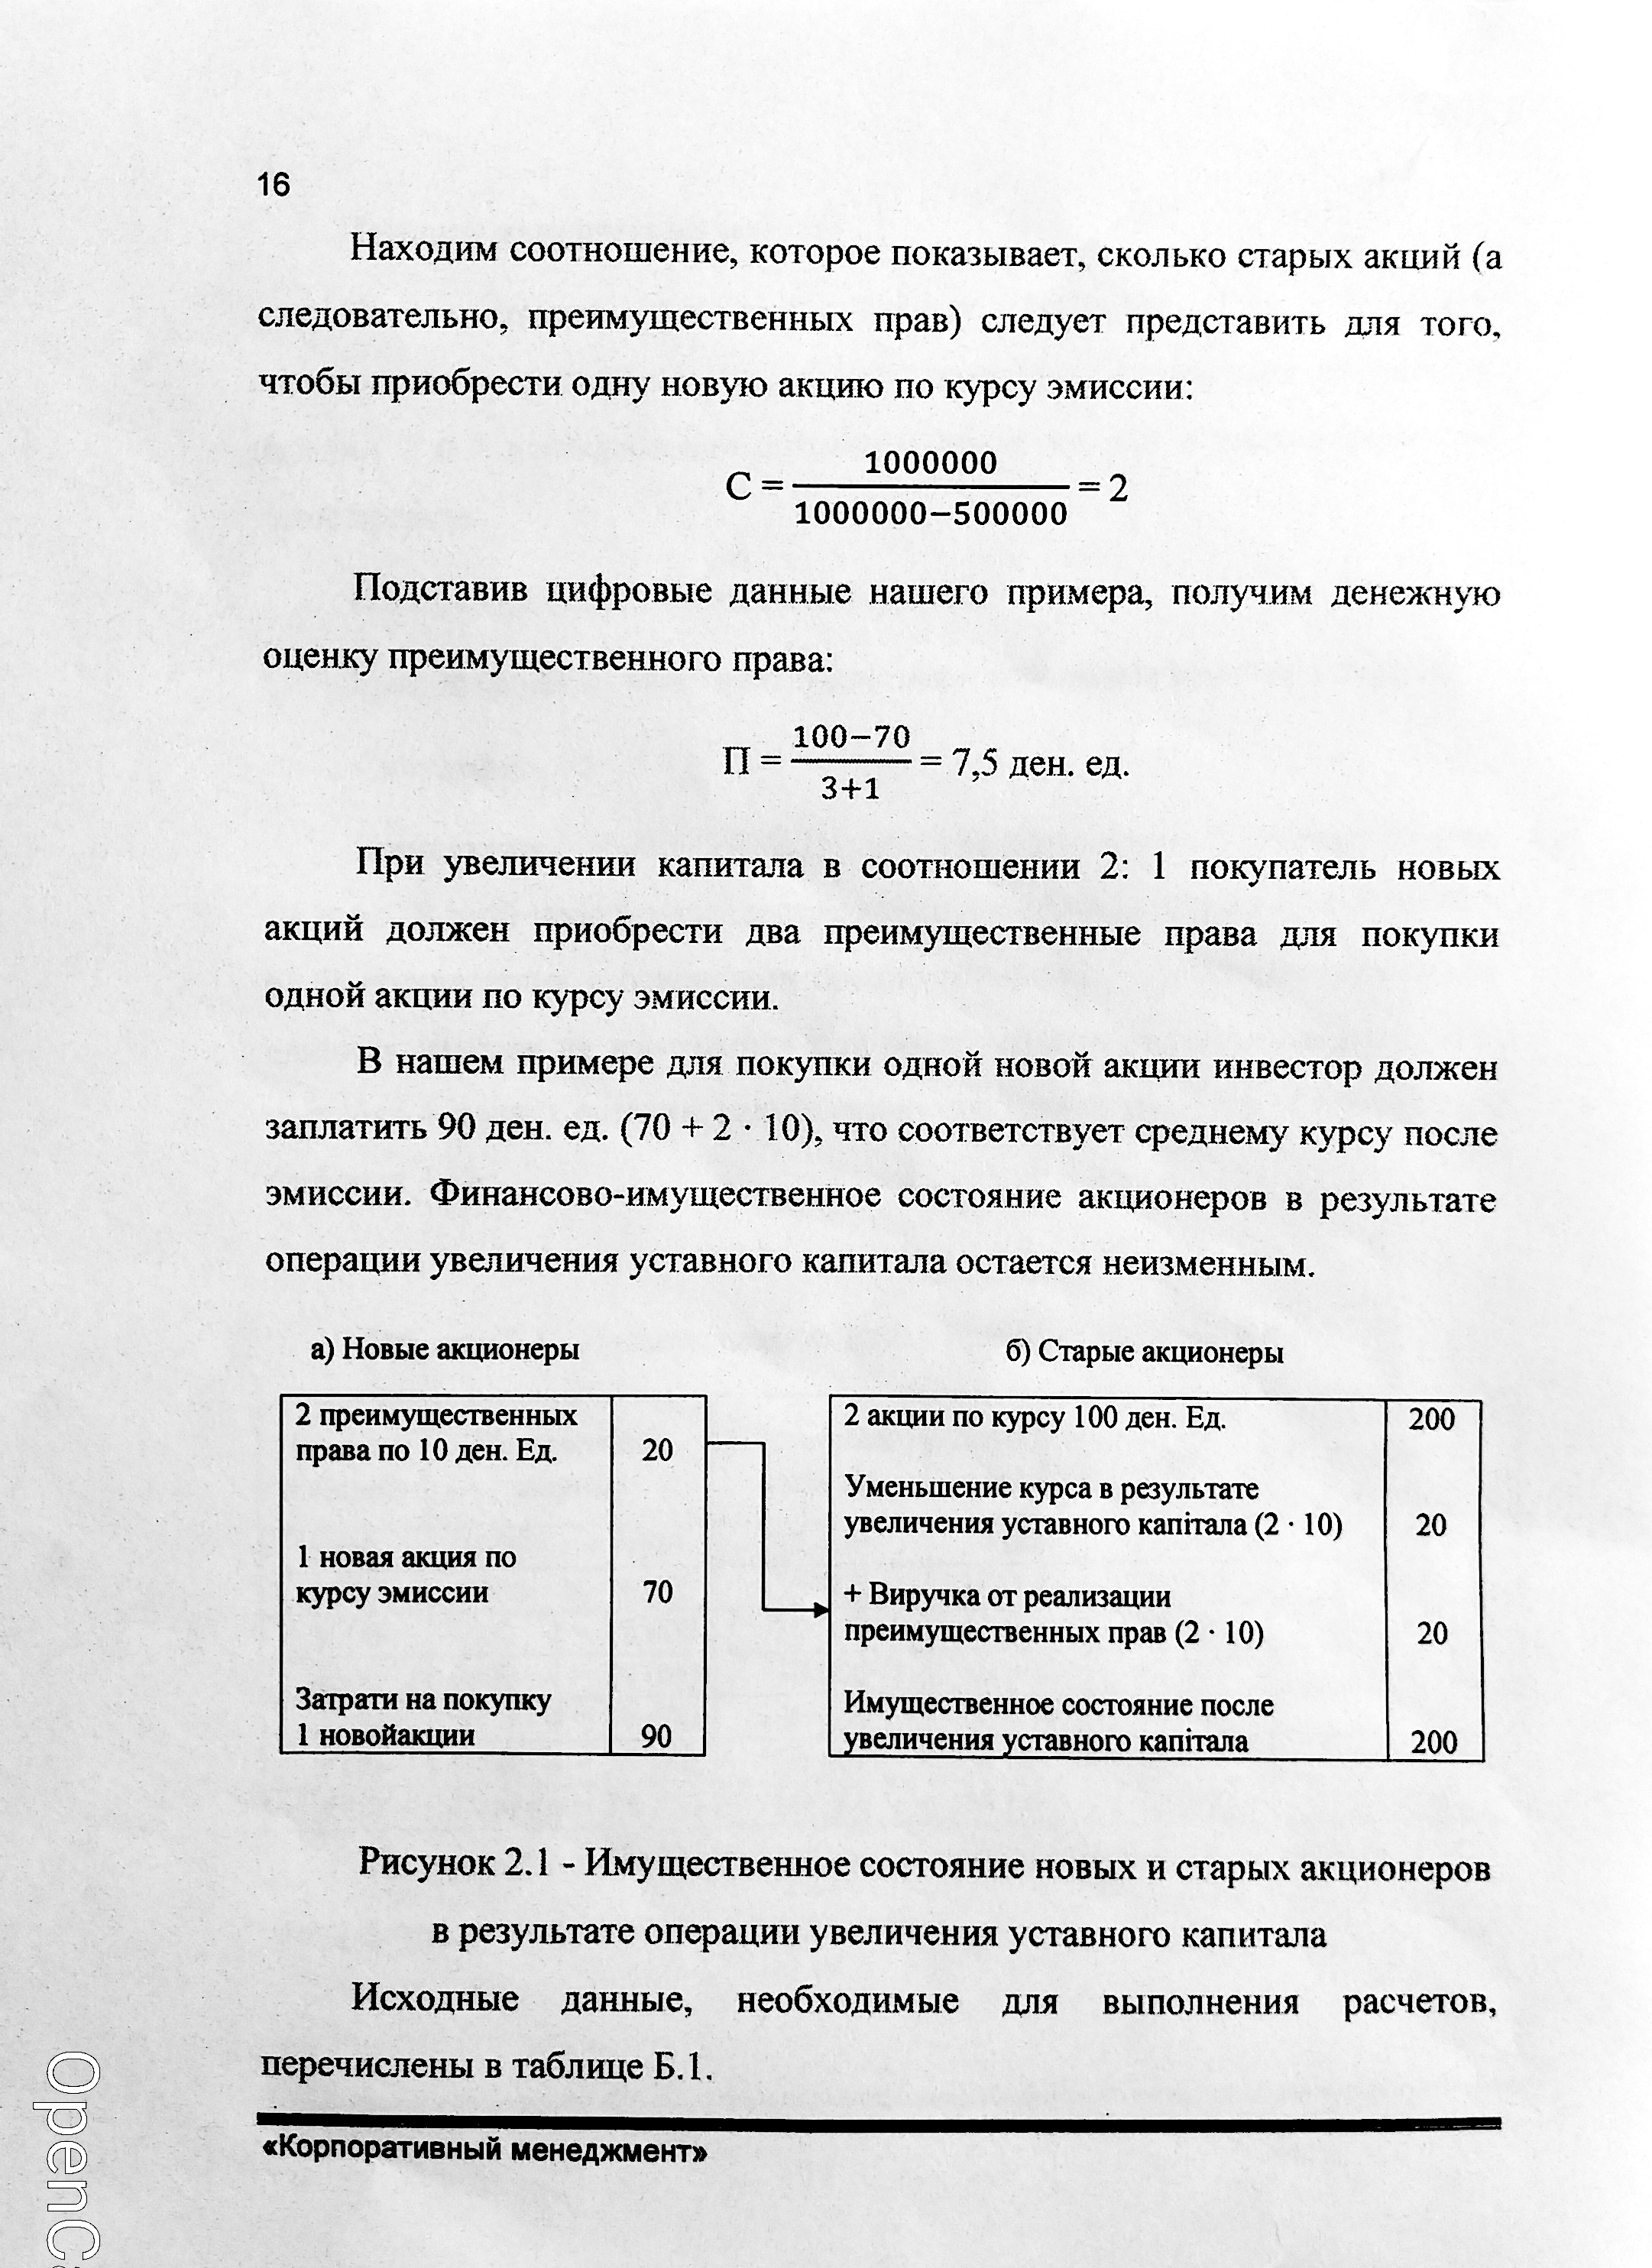 16
Находим соотношение, которое показывает, сколько старых акций (а
следовательно, преимущественных прав) следует представить для того,
чтобы приобрести одну новую акцию по курсу эмиссии:
С = 1000000 / 1000000−500000 = 2
Подставив цифровые данные нашего примера, получим денежную
оценку преимущественного права:
П = 100−70 / 3+1 = 7,5 ден. ед.
При увеличении капитала в соотношении 2: 1 покупатель новых
акций должен приобрести два преимущественные права для покупки
одной акции по курсу эмиссии.
В нашем примере для покупки одной новой акции инвестор должен
заплатить 90 ден. ед. (70 + 2 · 10), что соответствует среднему курсу после
эмиссии. Финансово-имущественное состояние акционеров в результате
операции увеличения уставного капитала остается неизменным.
а) Новые акционеры
2 преимущественных
права по 10 ден. Ед. 20
1 новая акция по
курсу эмиссии 70
Затрати на покупку
1 новойакции 90
б) Старые акционеры
2 акции по курсу 100 ден. Ед. 200
Уменьшение курса в результате
увеличения уставного капітала (2 · 10) 20
+ Виручка от реализации
преимущественных прав (2 · 10) 20
Имущественное состояние после
увеличения уставного капітала 200
Рисунок 2.1 - Имущественное состояние новых и старых акционеров
в результате операции увеличения уставного капитала
Исходные данные, необходимые для выполнения расчетов,
перечислены в таблице Б.1.
«Корпоративный менеджмент»